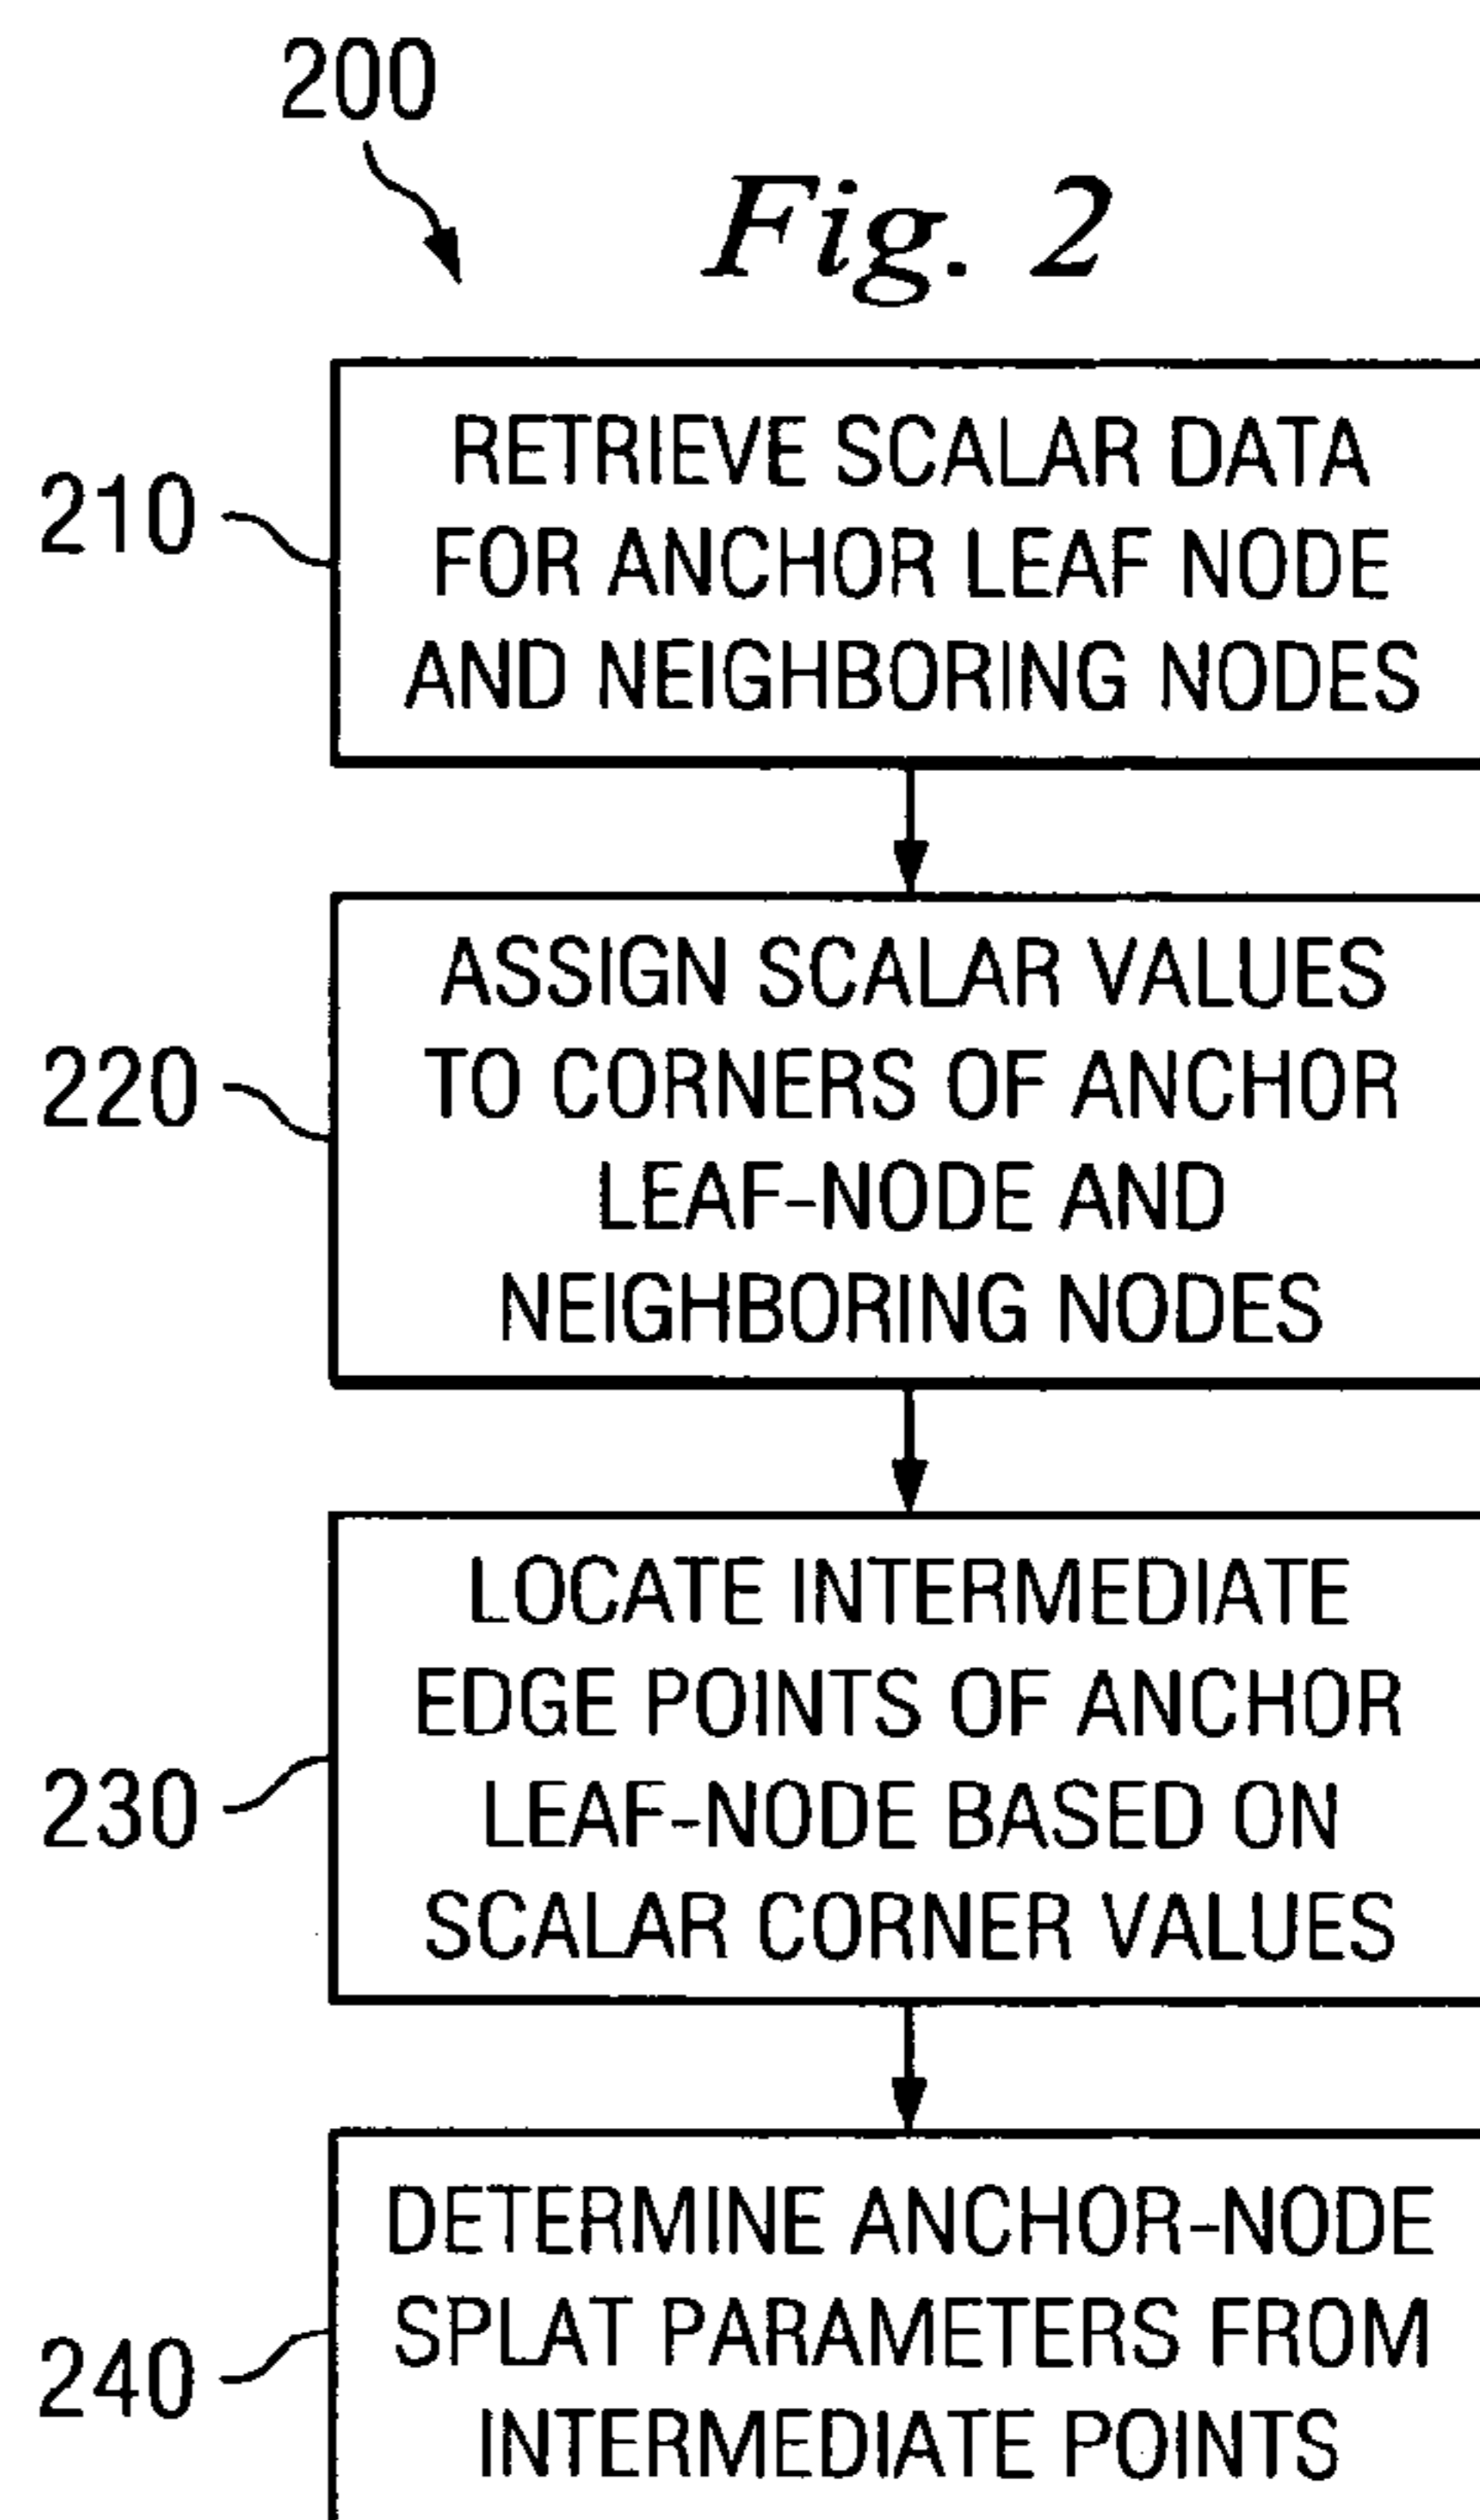 200
Fig. 2
RETRIEVE SCALAR DATA
210
FOR ANCHOR LEAF NODE
AND NEIGHBORING NODES
ASSIGN SCALAR VALUES
220
TO CORNERS OF ANCHOR
LEAF-NODE AND
NEIGHBORING NODES
LOCATE INTERMEDIATE
EDGE POINTS OF ANCHOR
230
LEAF-NODE BASED ON
SCALAR CORNER VALUES
DETERMINE ANCHOR-NODE
SPLAT PARAMETERS FROM
240
INTERMEDIATE POINTS